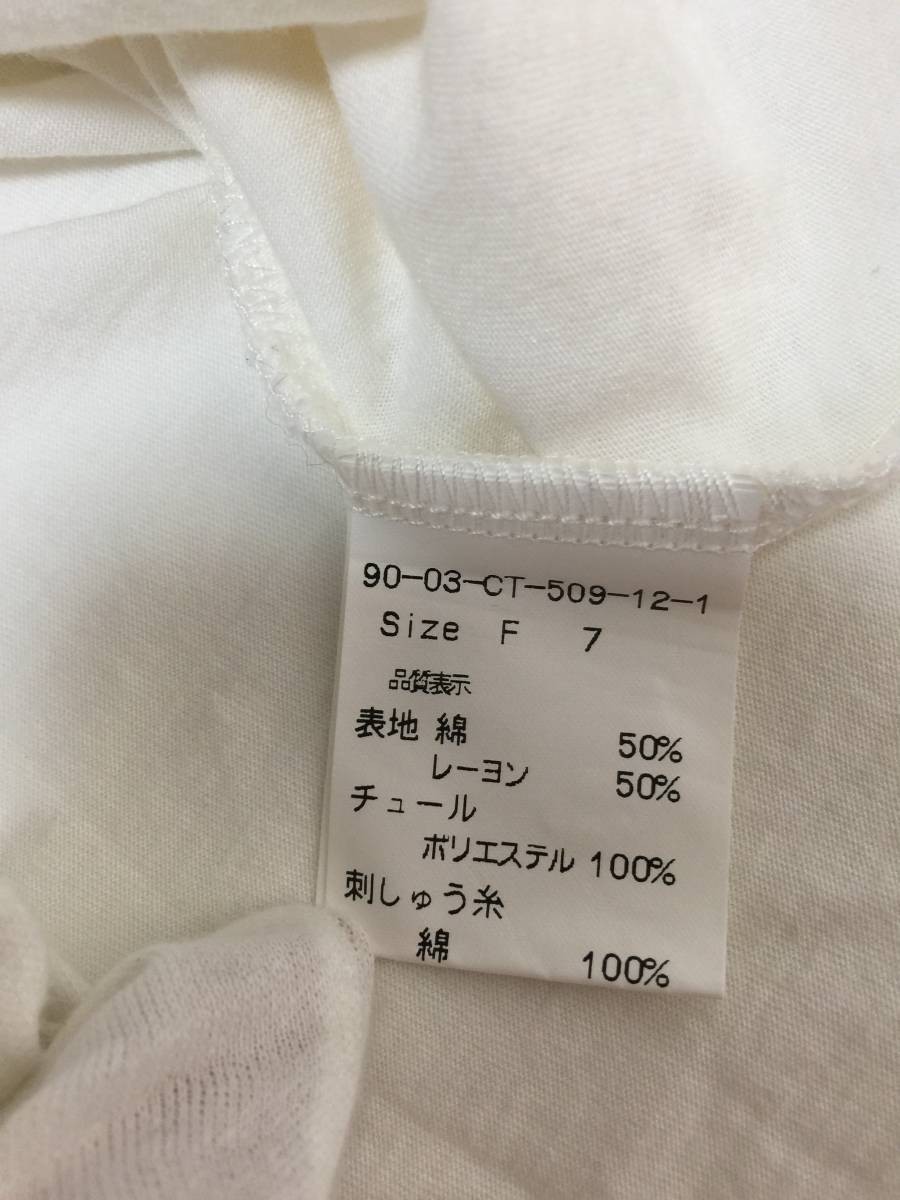 90-03-CT-509-12-1
Size F 7
品質表示
表地 綿 50%
レーヨン 50%
チュール
ポリエステル 100%
刺しゅう糸
綿 100%